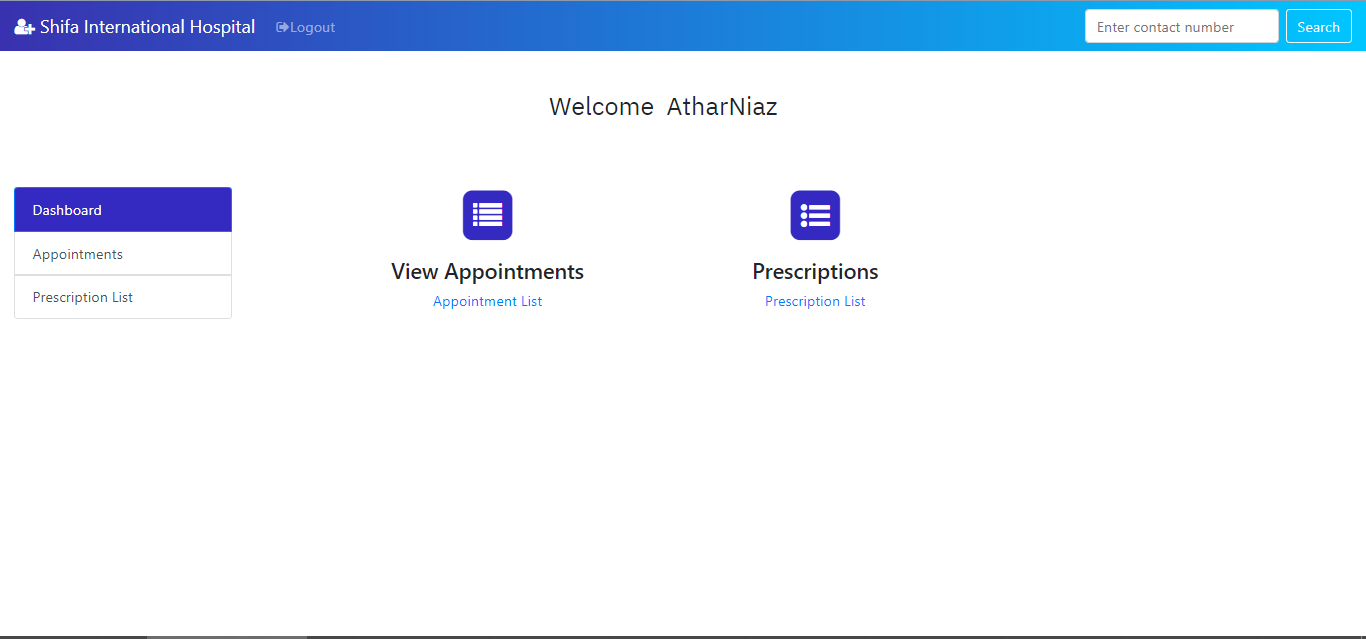 Shifa International Hospital Logout Enter contact number Search
Welcome AtharNiaz
Dashboard
Appointments
Prescription List
View Appointments
Appointment List
Prescriptions
Prescription List